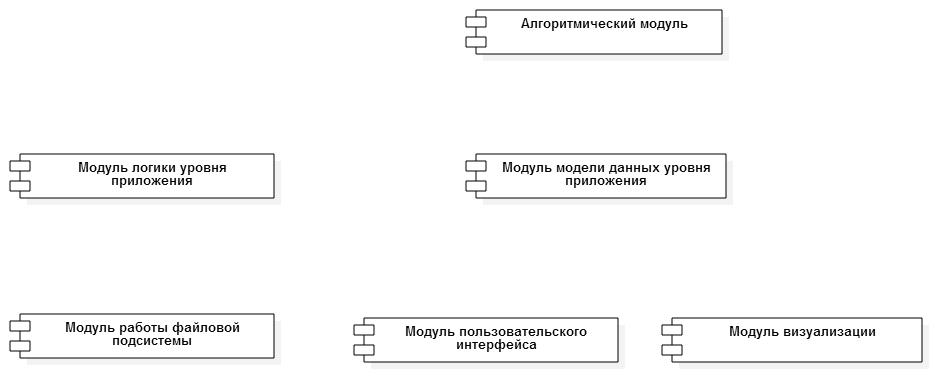 Алгоритмический модуль
Модуль логики уровня
приложения
Модуль модели данных уровня
приложения
Модуль работы файловой
подсистемы
Модуль пользовательского
интерфейса
Модуль визуализации